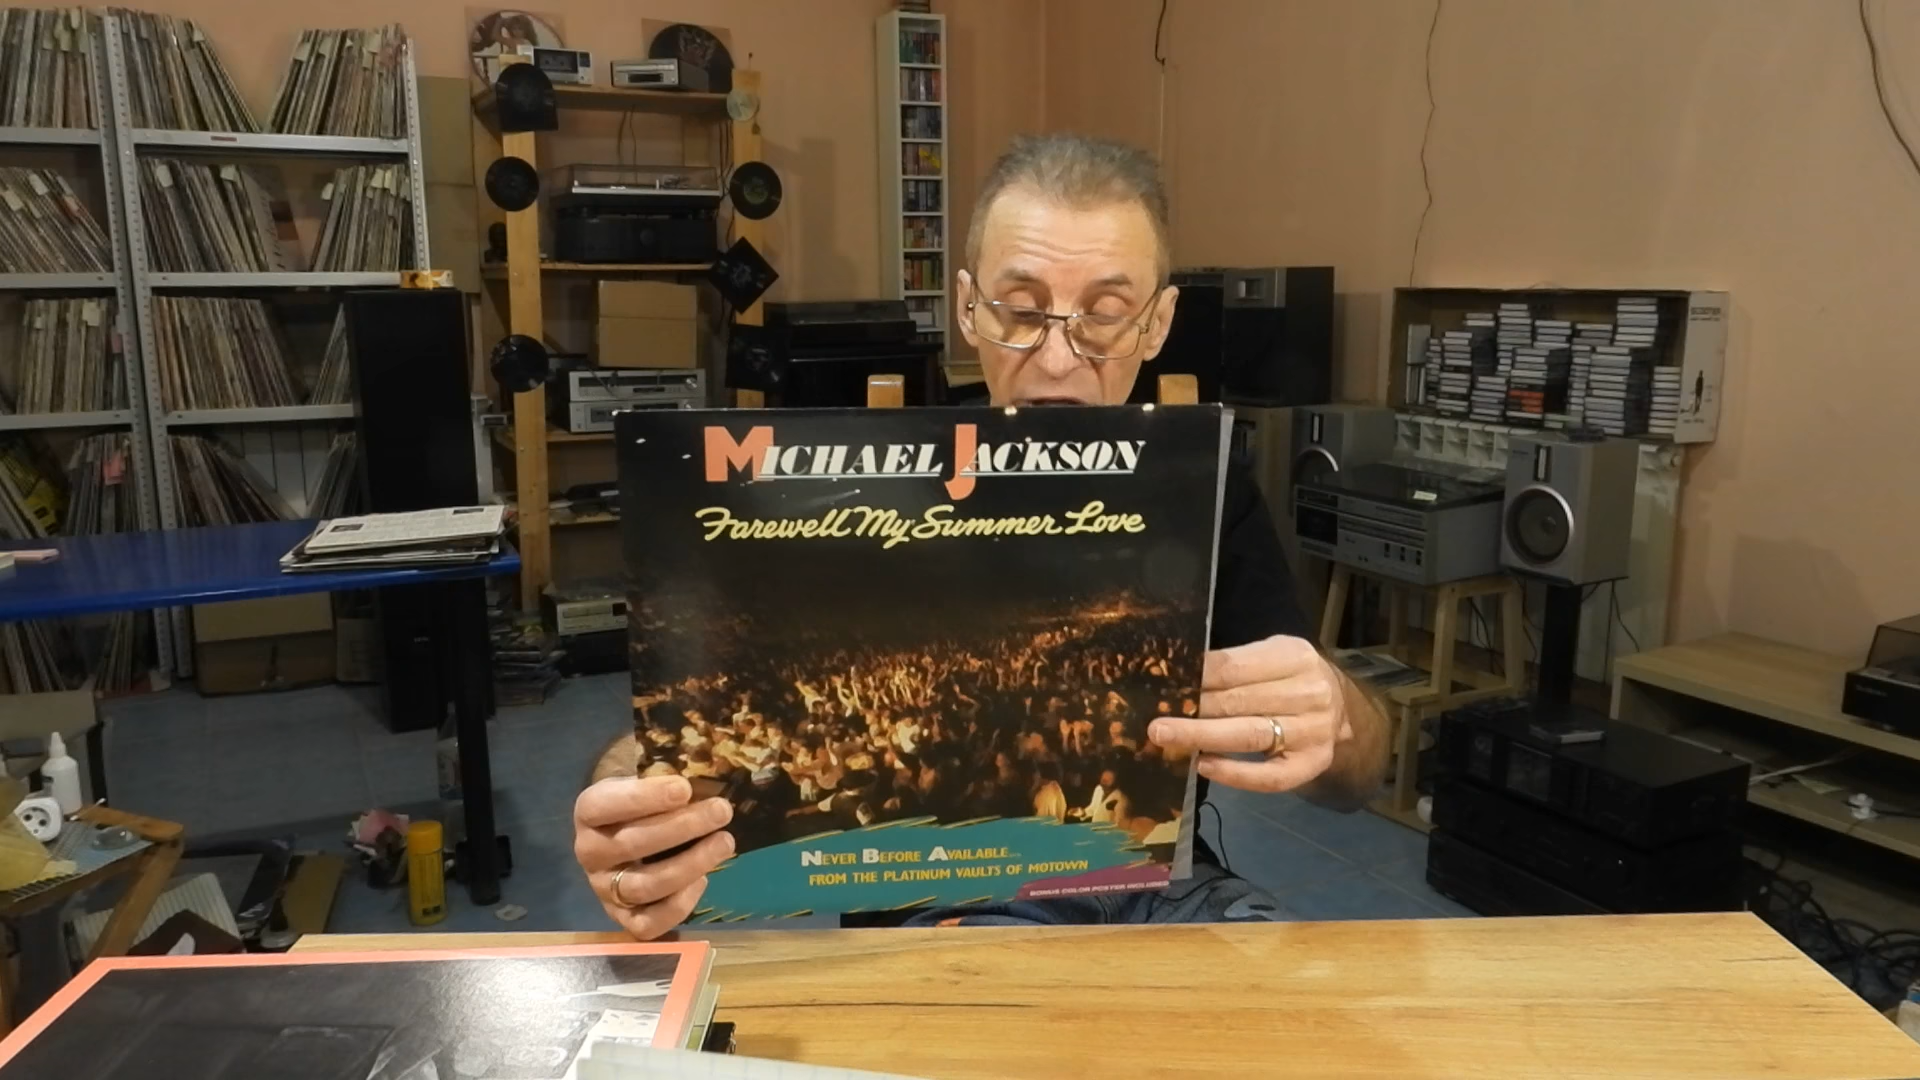 MICHAEL JACKSON
Farewell My Summer Love
NEVER BEFORE AVAILABLE...
FROM THE PLATINUM VAULTS OF MOTOWN
BONUS COLOR POSTER INCLUDED